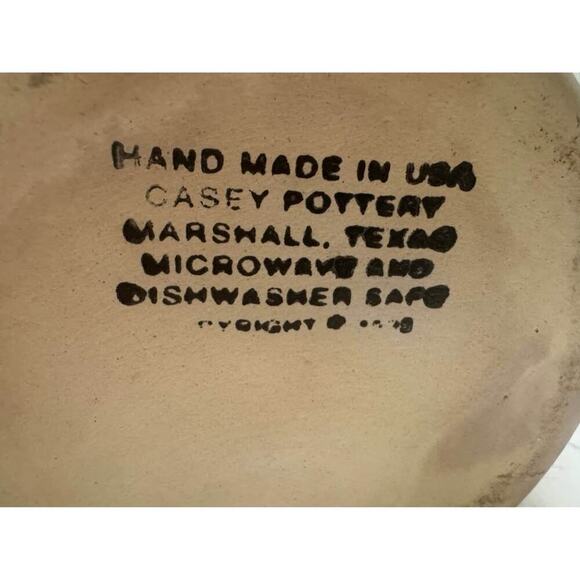 HAND MADE IN USA
CASEY POTTERY
MARSHALL, TEXAS
MICROWAVE AND
DISHWASHER SAFE
©